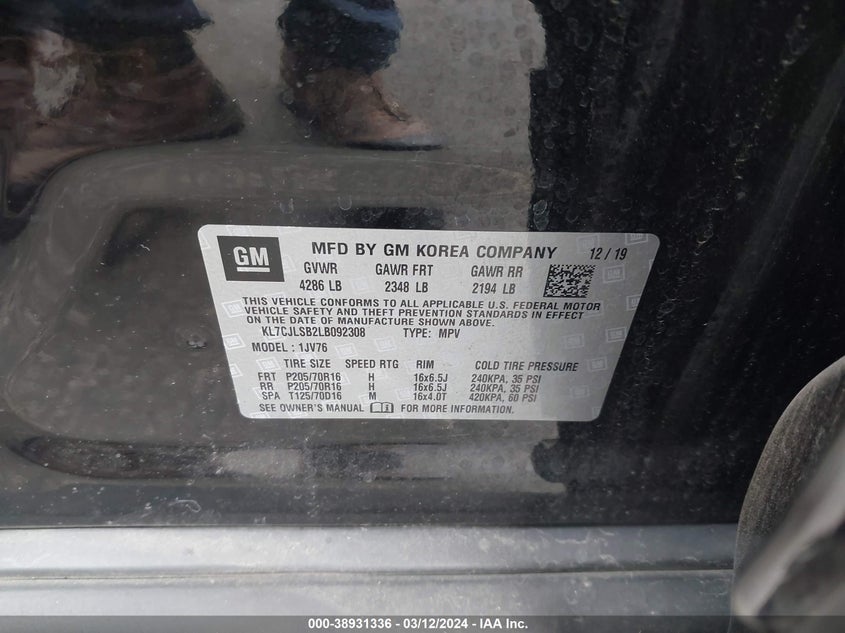 GM MFD BY GM KOREA COMPANY 12 / 19
GVWR GAWR FRT GAWR RR
4286 LB 2348 LB 2194 LB
THIS VEHICLE CONFORMS TO ALL APPLICABLE U.S. FEDERAL MOTOR
VEHICLE SAFETY AND THEFT PREVENTION STANDARDS IN EFFECT
ON THE DATE OF MANUFACTURE SHOWN ABOVE.
KL7CJLSB2LB092308 TYPE: MPV
MODEL : 1JV76
TIRE SIZE SPEED RTG RIM COLD TIRE PRESSURE
FRT P205/70R16 H 16x6.5J 240KPA, 35 PSI
RR P205/70R16 H 16x6.5J 240KPA, 35 PSI
SPA T125/70D16 M 16x4.0T 420KPA, 60 PSI
SEE OWNER'S MANUAL FOR MORE INFORMATION.
000-38931336 - 03/12/2024 - IAA Inc.